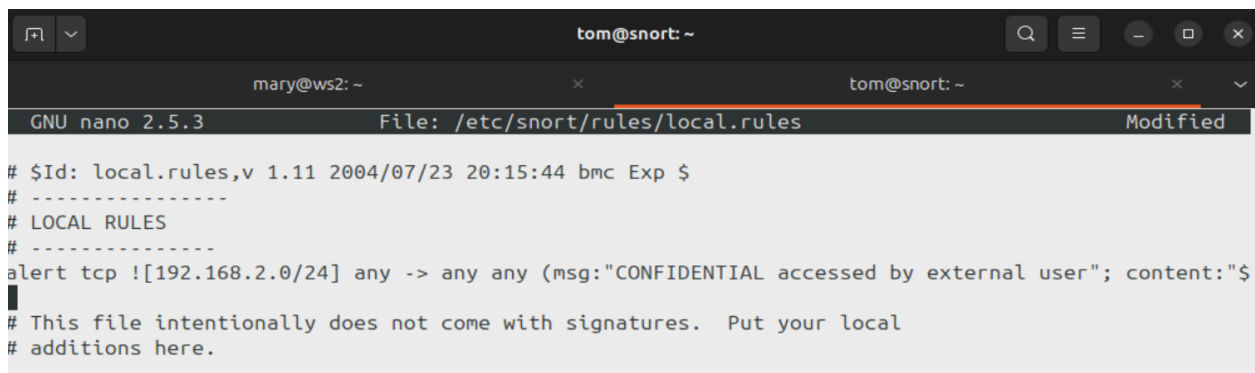 tom@snort: ~
mary@ws2: ~
tom@snort: ~
GNU nano 2.5.3 File: /etc/snort/rules/local.rules Modified
# $Id: local.rules,v 1.11 2004/07/23 20:15:44 bmc Exp $
# ----------------
# LOCAL RULES
# ---------------
alert tcp ![192.168.2.0/24] any -> any any (msg:"CONFIDENTIAL accessed by external user"; content:"$
# This file intentionally does not come with signatures.  Put your local
# additions here.